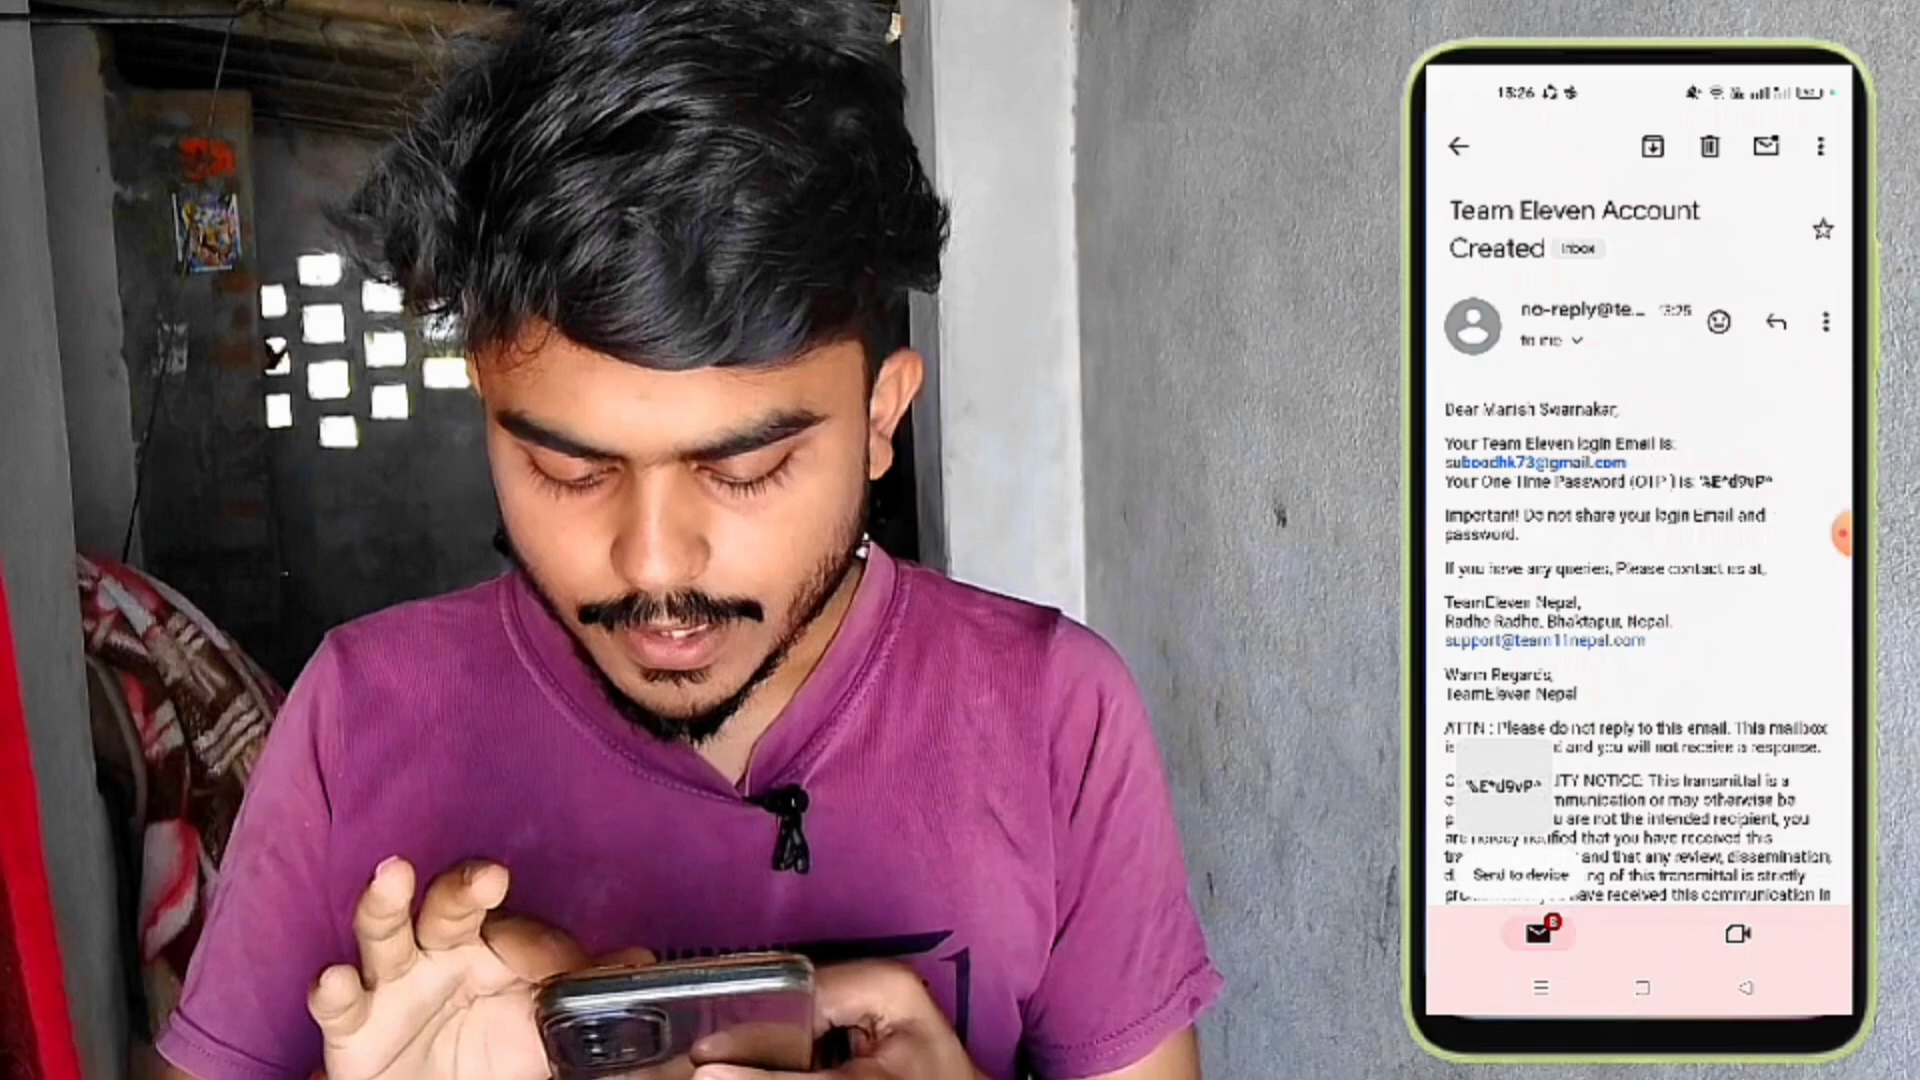 13:26
Team Eleven Account
Created Inbox
no-reply@te... 13:25
to me
Dear Manish Swarnakar,
Your Team Eleven login Email is:
suboadhk73@gmail.com
Your One Time Password (OTP ) is: %E*d9vP^
Important! Do not share your login Email and
password.
If you have any queries, Please contact us at,
TeamEleven Nepal,
Radhe Radhe, Bhaktapur, Nepal.
support@team11nepal.com
Warm Regards,
TeamEleven Nepal
ATTN : Please do not reply to this email. This mailbox
and you will not receive a response.
%E*d9vP^
NOTICE: This transmittal is a
or may otherwise be
are not the intended recipient, you
that you have received this
and that any review, dissemination,
Send to device
of this transmittal is strictly
have received this communication in